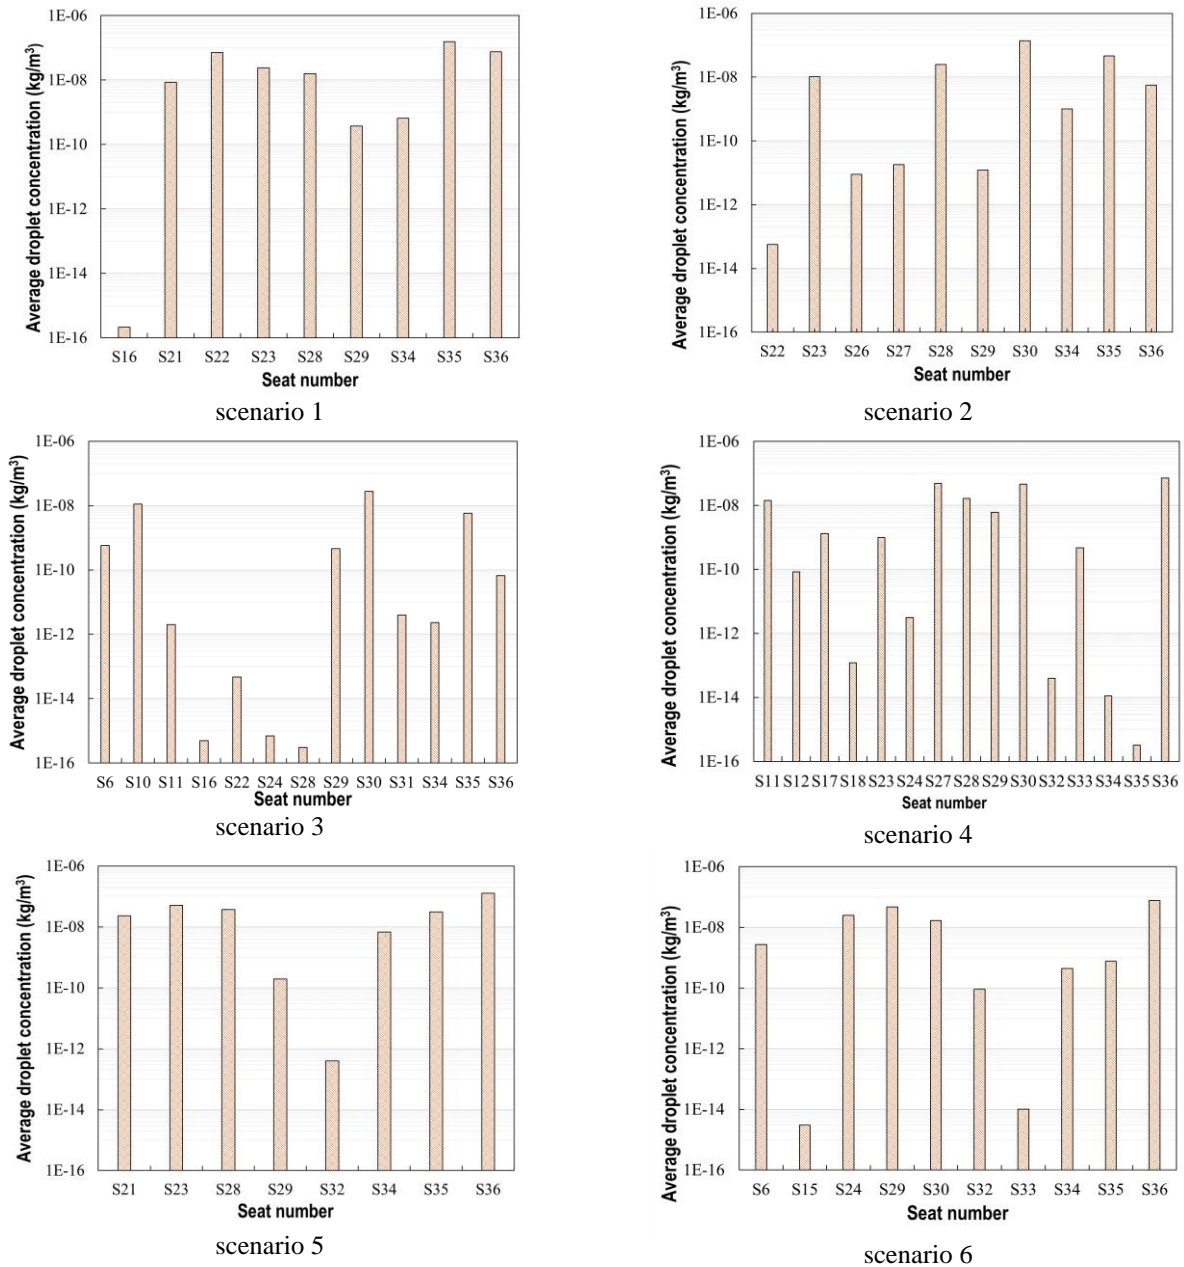 Average droplet concentration (kg/m³)
1E-06
1E-08
1E-10
1E-12
1E-14
1E-16
S16 S21 S22 S23 S28 S29 S34 S35 S36
Seat number
scenario 1
Average droplet concentration (kg/m³)
1E-06
1E-08
1E-10
1E-12
1E-14
1E-16
S22 S23 S26 S27 S28 S29 S30 S34 S35 S36
Seat number
scenario 2
Average droplet concentration (kg/m³)
1E-06
1E-08
1E-10
1E-12
1E-14
1E-16
S6 S10 S11 S16 S22 S24 S28 S29 S30 S31 S34 S35 S36
Seat number
scenario 3
Average droplet concentration (kg/m³)
1E-06
1E-08
1E-10
1E-12
1E-14
1E-16
S11 S12 S17 S18 S23 S24 S27 S28 S29 S30 S32 S33 S34 S35 S36
Seat number
scenario 4
Average droplet concentration (kg/m³)
1E-06
1E-08
1E-10
1E-12
1E-14
1E-16
S21 S23 S28 S29 S32 S34 S35 S36
Seat number
scenario 5
Average droplet concentration (kg/m³)
1E-06
1E-08
1E-10
1E-12
1E-14
1E-16
S6 S15 S24 S29 S30 S32 S33 S34 S35 S36
Seat number
scenario 6